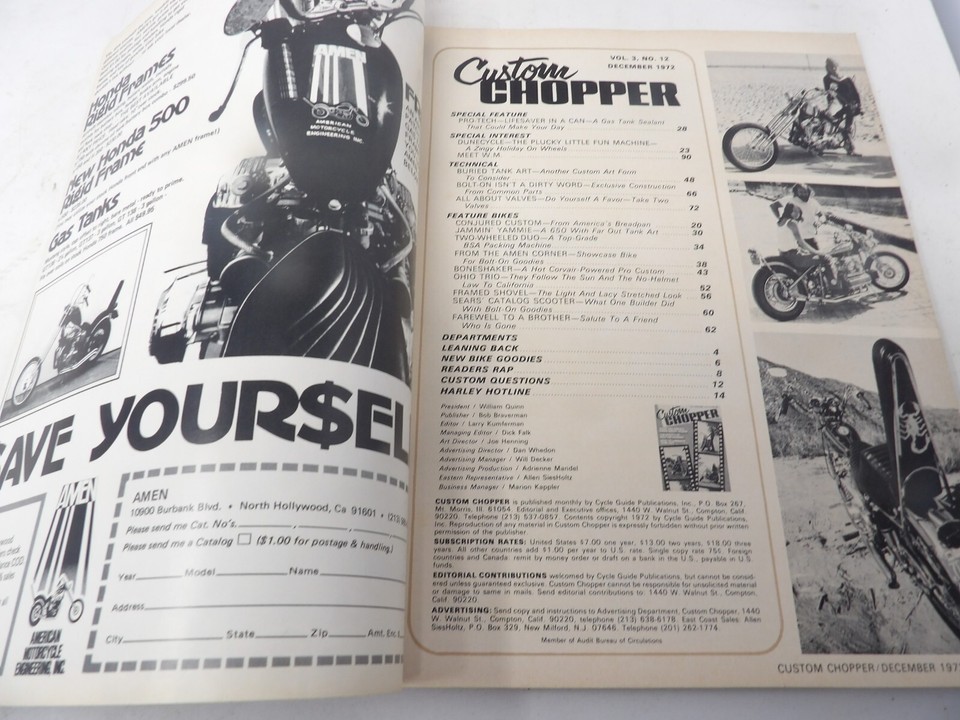 Honda
Rigid Frames
New Honda 500
Rigid Frame
with any AMEN frame!)
Gas Tanks
AMEN
AMERICAN
MOTORCYCLE
ENGINEERING INC.
SAVE YOUR$EL
AMEN
AMERICAN
MOTORCYCLE
ENGINEERING, INC
AMEN
10900 Burbank Blvd. • North Hollywood, Ca 91601 • (213)
Please send me Cat. No's.
Please send me a Catalog ($1.00 for postage & handling)
Year Model Name
Address
City State Zip Amt. Enc.
Custom
CHOPPER
VOL. 3, NO. 12
DECEMBER 1972
SPECIAL FEATURE
PRO-TECH—LIFESAVER IN A CAN—A Gas Tank Sealant
That Could Make Your Day 28
SPECIAL INTEREST
DUNECYCLE—THE PLUCKY LITTLE FUN MACHINE—
A Zingy Holiday On Wheels 23
MEET W.M. 90
TECHNICAL
BURIED TANK ART—Another Custom Art Form
To Consider 48
BOLT-ON ISN'T A DIRTY WORD—Exclusive Construction
From Common Parts 66
ALL ABOUT VALVES—Do Yourself A Favor—Take Two
Valves 72
FEATURE BIKES
CONJURED CUSTOM—From America's Breadpan 20
JAMMIN' YAMMIE—A 650 With Far Out Tank Art 30
TWO-WHEELED DUO—A Top-Grade
BSA Packing Machine 34
FROM THE AMEN CORNER—Showcase Bike
For Bolt-On Goodies 38
BONESHAKER—A Hot Corvair-Powered Pro Custom 43
OHIO TRIO—They Follow The Sun And The No-Helmet
Law To California 52
FRAMED SHOVEL—The Light And Lacy Stretched Look 56
SEARS' CATALOG SCOOTER—What One Builder Did
With Bolt-On Goodies 60
FAREWELL TO A BROTHER—Salute To A Friend
Who Is Gone 62
DEPARTMENTS
LEANING BACK 4
NEW BIKE GOODIES 6
READERS RAP 8
CUSTOM QUESTIONS 12
HARLEY HOTLINE 14
President / William Quinn
Publisher / Bob Braverman
Editor / Larry Kumferman
Managing Editor / Dick Falk
Art Director / Joe Henning
Advertising Director / Dan Whedon
Advertising Manager / Will Decker
Advertising Production / Adrienne Mandel
Eastern Representative / Allen SiesHoltz
Business Manager / Marion Kappler
Custom
CHOPPER
CUSTOM CHOPPER is published monthly by Cycle Guide Publications, Inc., P.O. Box 267,
Mt. Morris, Ill. 61054. Editorial and Executive offices, 1440 W. Walnut St., Compton, Calif.
90220. Telephone (213) 537-0857. Contents copyright 1972 by Cycle Guide Publications,
Inc. Reproduction of any material in Custom Chopper is expressly forbidden without prior written
permission of the publisher.
SUBSCRIPTION RATES: United States $7.00 one year, $13.00 two years, $18.00 three
years. All other countries add $1.00 per year to U.S. rate. Single copy rate 75¢. Foreign
countries and Canada: remit by money order or draft on a bank in the U.S., payable in U.S.
funds.
EDITORIAL CONTRIBUTIONS welcomed by Cycle Guide Publications, but cannot be consid-
ered unless guaranteed exclusive. Custom Chopper cannot be responsible for unsolicited material
or damage to same in mails. Send editorial contributions to: 1440 W. Walnut St., Compton,
Calif. 90220.
ADVERTISING: Send copy and instructions to Advertising Department, Custom Chopper, 1440
W. Walnut St., Compton, Calif. 90220, telephone (213) 638-6178. East Coast Sales: Allen
SiesHoltz, P.O. Box 329, New Milford, N.J. 07646. Telephone (201) 262-1774.
Member of Audit Bureau of Circulations
CUSTOM CHOPPER/DECEMBER 197